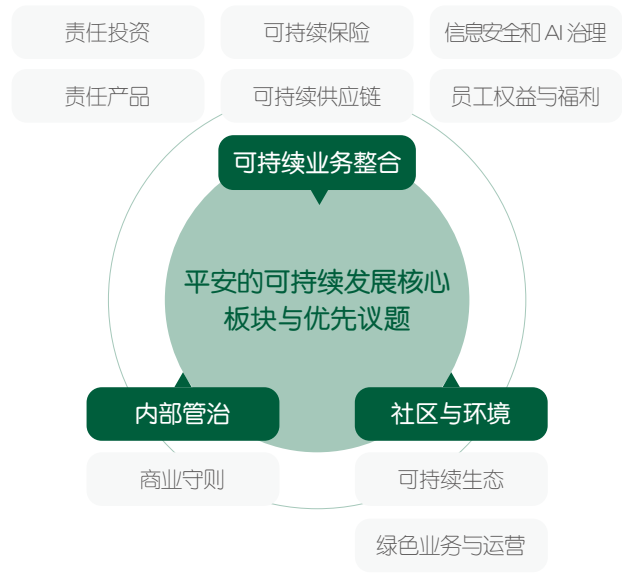 责任投资
可持续保险
信息安全和 AI 治理
责任产品
可持续供应链
员工权益与福利
可持续业务整合
平安的可持续发展核心
板块与优先议题
内部管治
社区与环境
商业守则
可持续生态
绿色业务与运营